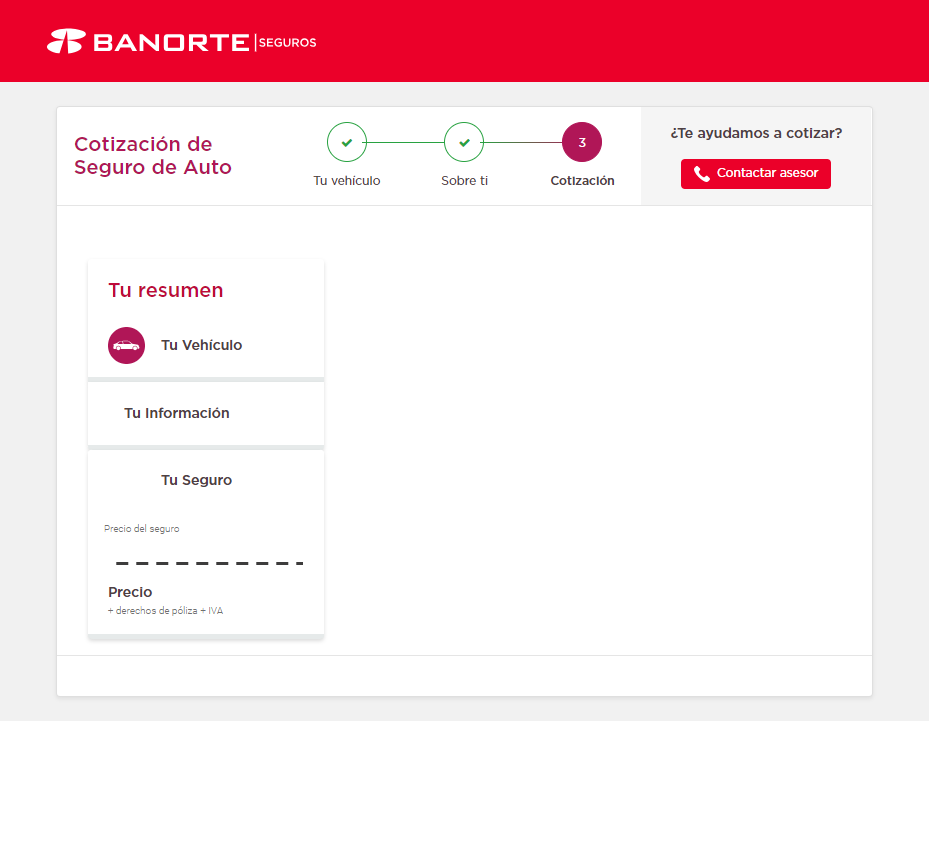 BANORTE SEGUROS
Cotización de
Seguro de Auto
3
Tu vehículo
Sobre ti
Cotización
¿Te ayudamos a cotizar?
Contactar asesor
Tu resumen
Tu Vehículo
Tu Información
Tu Seguro
Precio del seguro
Precio
+ derechos de póliza + IVA